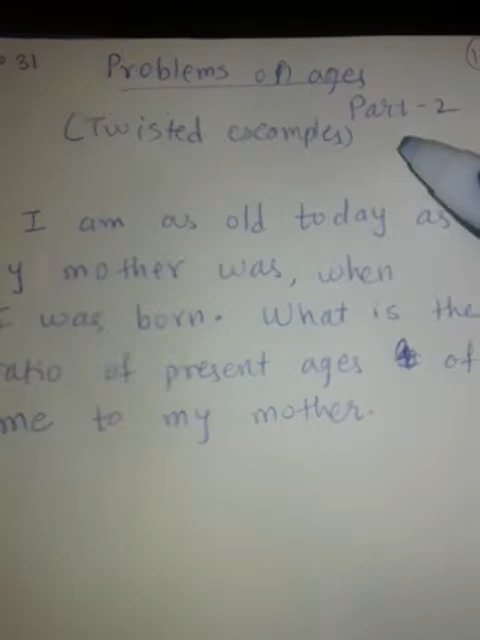 31
Problems on ages
Part-2
(Twisted examples)
I am as old today as
y mother was, when
I was born. What is the
ratio of present ages of
me to my mother.